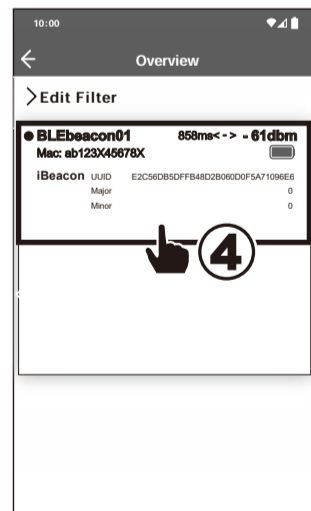 10:00
Overview
Edit Filter
BLEbeacon01 858ms<-> -61dbm
Mac: ab123X45678X
iBeacon UUID E2C56DB5DFFB48D2B060D0F5A71096E6
Major 0
Minor 0
4